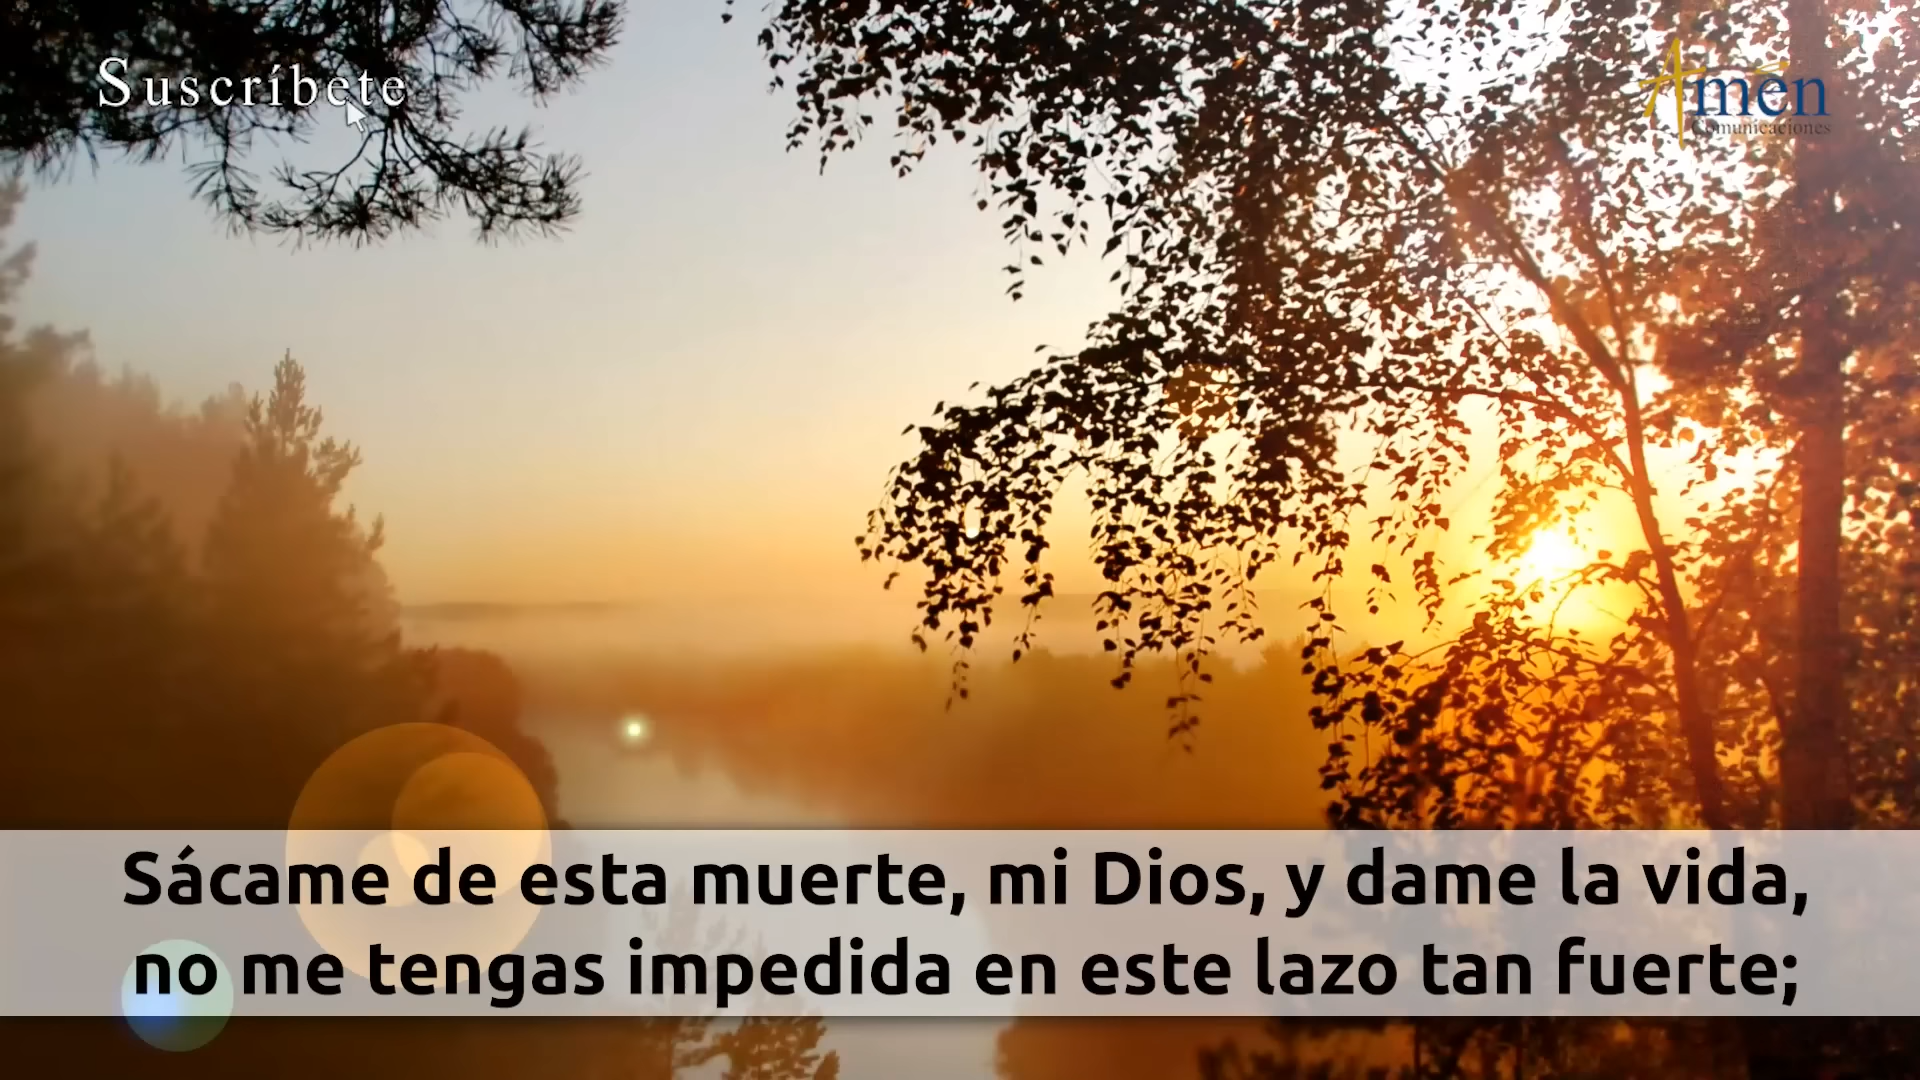 Suscríbete
Amén
Comunicaciones
Sácame de esta muerte, mi Dios, y dame la vida,
no me tengas impedida en este lazo tan fuerte;